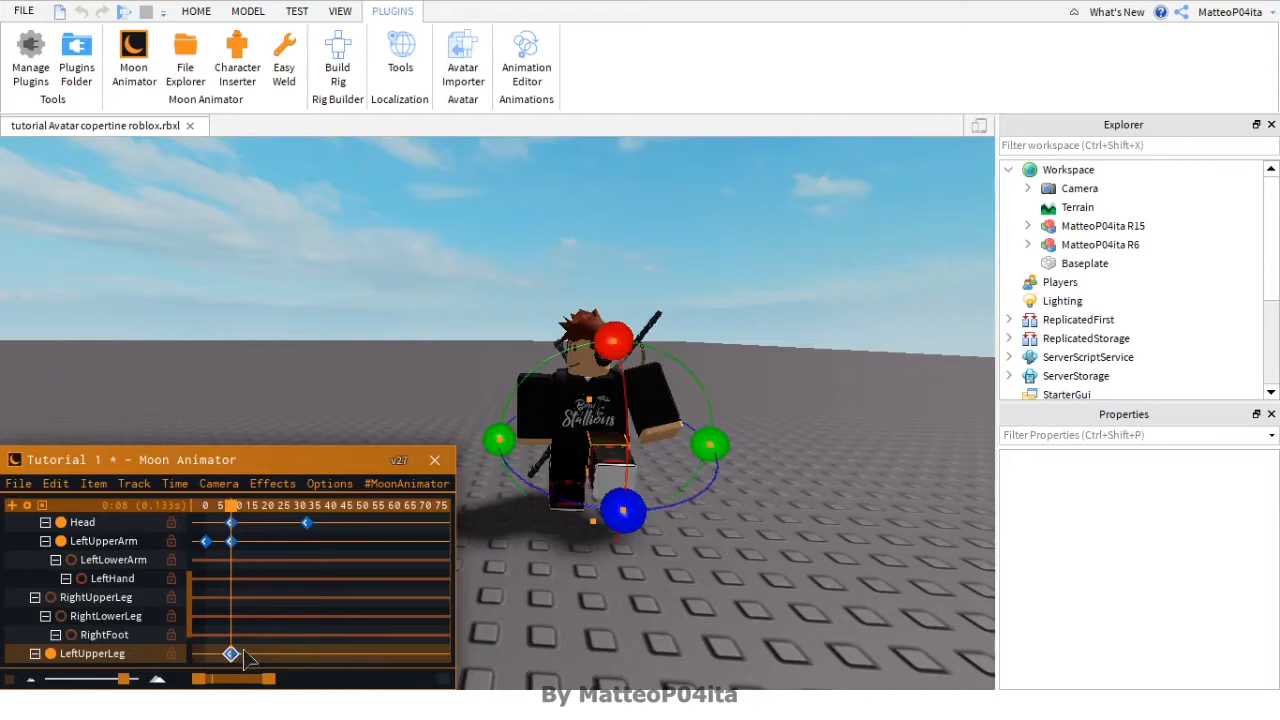 FILE HOME MODEL TEST VIEW PLUGINS What's New MatteoP04ita
Manage Plugins Plugins Folder Moon Animator File Explorer Character Inserter Easy Weld Build Rig Tools Avatar Importer Animation Editor
Tools Moon Animator Rig Builder Localization Avatar Animations
tutorial Avatar copertine roblox.rbxl
Explorer
Filter workspace (Ctrl+Shift+X)
Workspace
Camera
Terrain
MatteoP04ita R15
MatteoP04ita R6
Baseplate
Players
Lighting
ReplicatedFirst
ReplicatedStorage
ServerScriptService
ServerStorage
StarterGui
Properties
Filter Properties (Ctrl+Shift+P)
Stallions
Tutorial 1 * - Moon Animator v27
File Edit Item Track Time Camera Effects Options #MoonAnimator
0:08 (0.133s) 0 5 15 20 25 30 35 40 45 50 55 60 65 70 75
Head
LeftUpperArm
LeftLowerArm
LeftHand
RightUpperLeg
RightLowerLeg
RightFoot
LeftUpperLeg
By MatteoP04ita